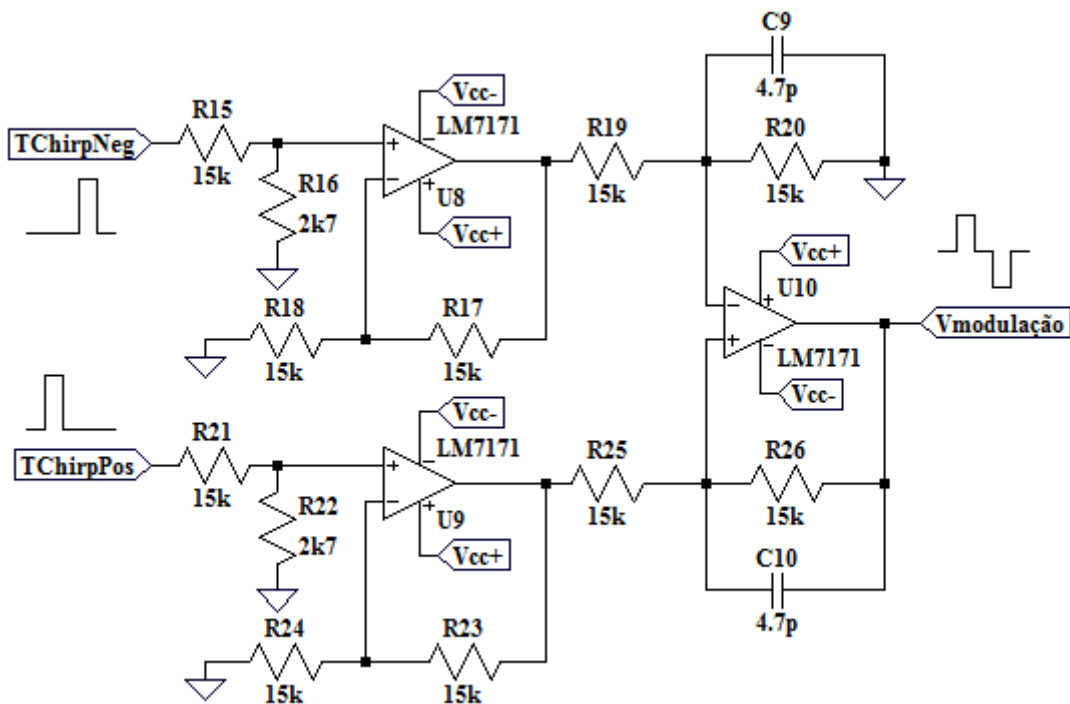 C9
4.7p
Vcc-
R15
LM7171
R19
R20
TChirpNeg
+
−
−
15k
R16
2k7
+
U8
Vcc+
15k
15k
Vcc+
+
U10
R18
R17
−
+
Vmodulação
15k
15k
−
LM7171
Vcc-
Vcc-
R21
LM7171
R25
R26
TChirpPos
+
−
−
15k
R22
2k7
+
U9
Vcc+
15k
15k
C10
4.7p
R24
R23
15k
15k